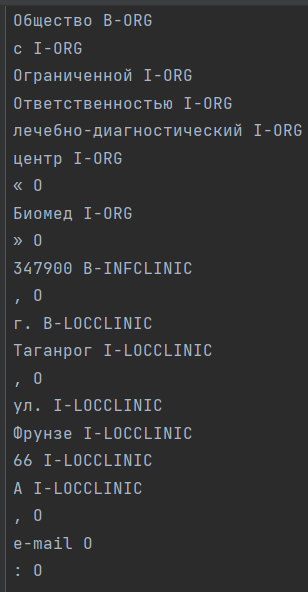 Общество B-ORG
с I-ORG
Ограниченной I-ORG
Ответственностью I-ORG
лечебно-диагностический I-ORG
центр I-ORG
« O
Биомед I-ORG
» O
347900 B-INFCLINIC
, O
г. B-LOCCLINIC
Таганрог I-LOCCLINIC
, O
ул. I-LOCCLINIC
Фрунзе I-LOCCLINIC
66 I-LOCCLINIC
А I-LOCCLINIC
, O
e-mail O
: O